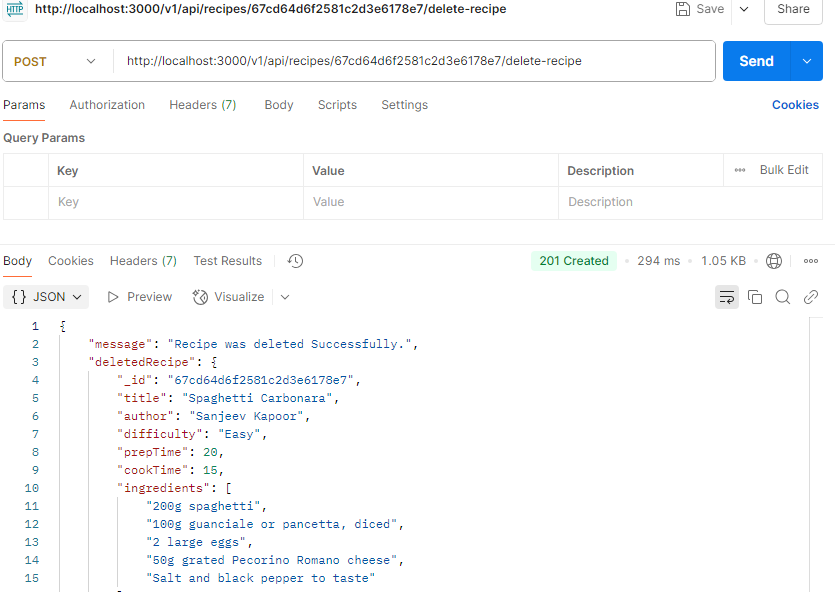 HTTP http://localhost:3000/v1/api/recipes/67cd64d6f2581c2d3e6178e7/delete-recipe Save Share
POST http://localhost:3000/v1/api/recipes/67cd64d6f2581c2d3e6178e7/delete-recipe Send
Params Authorization Headers (7) Body Scripts Settings Cookies
Query Params
Key Value Description Bulk Edit
Key Value Description
Body Cookies Headers (7) Test Results 201 Created 294 ms 1.05 KB
{} JSON Preview Visualize
1 {
2 "message": "Recipe was deleted Successfully.",
3 "deletedRecipe": {
4 "_id": "67cd64d6f2581c2d3e6178e7",
5 "title": "Spaghetti Carbonara",
6 "author": "Sanjeev Kapoor",
7 "difficulty": "Easy",
8 "prepTime": 20,
9 "cookTime": 15,
10 "ingredients": [
11 "200g spaghetti",
12 "100g guanciale or pancetta, diced",
13 "2 large eggs",
14 "50g grated Pecorino Romano cheese",
15 "Salt and black pepper to taste"